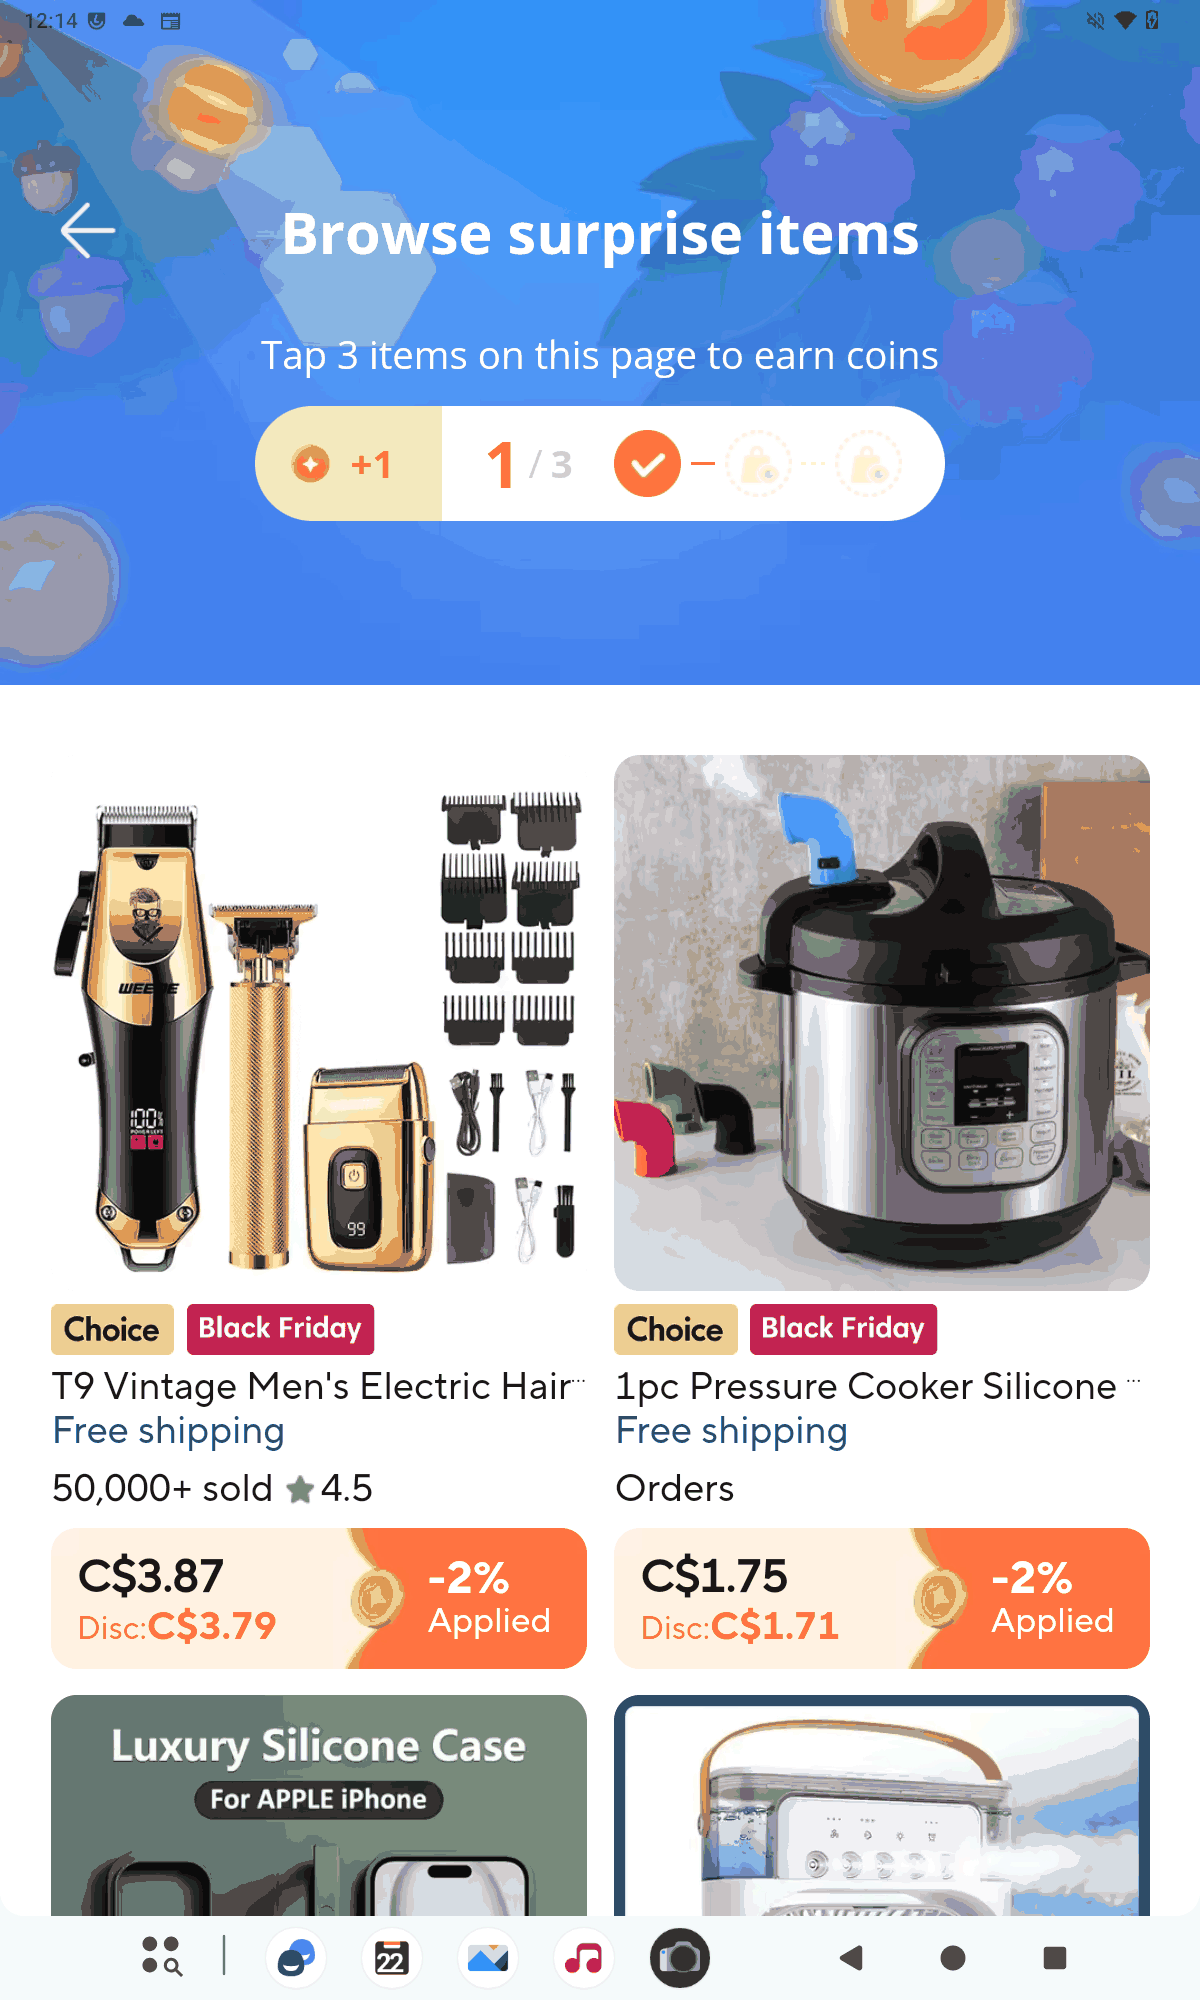 12:14
Browse surprise items
Tap 3 items on this page to earn coins
+1 1 / 3
100%
99
Choice Black Friday
T9 Vintage Men's Electric Hair...
Free shipping
50,000+ sold 4.5
C$3.87
Disc:C$3.79
-2%
Applied
Choice Black Friday
1pc Pressure Cooker Silicone ...
Free shipping
Orders
C$1.75
Disc:C$1.71
-2%
Applied
Luxury Silicone Case
For APPLE iPhone
22